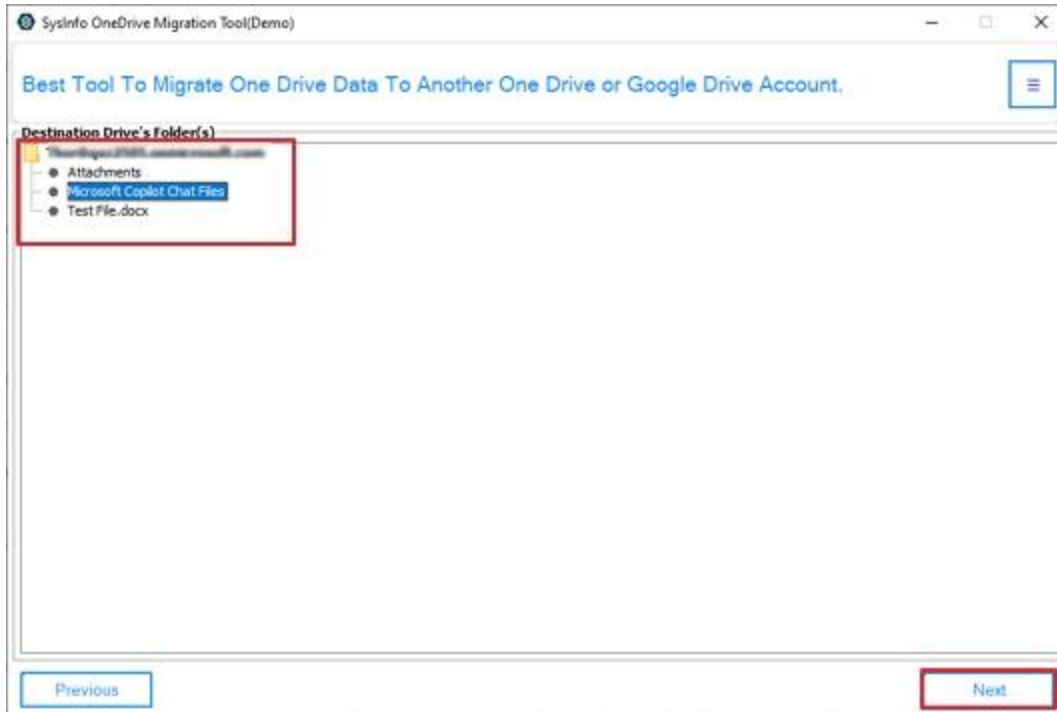 SysInfo OneDrive Migration Tool(Demo)
Best Tool To Migrate One Drive Data To Another One Drive or Google Drive Account.
Destination Drive's Folder(s)
Attachments
Microsoft Copilot Chat Files
Test File.docx
Previous
Next